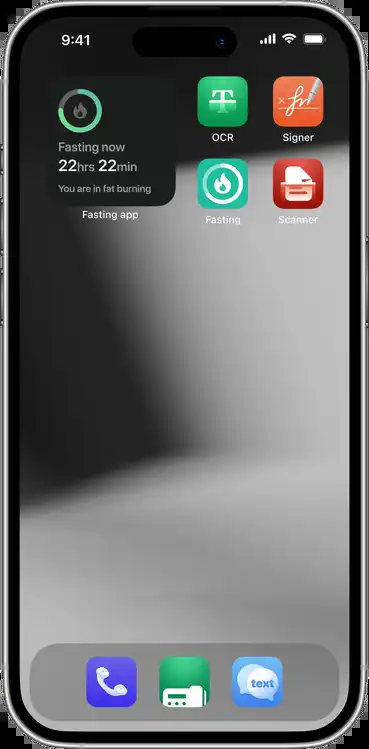 9:41
Fasting now
22hrs 22min
You are in fat burning
Fasting app
T
OCR
Signer
Fasting
Scanner
text